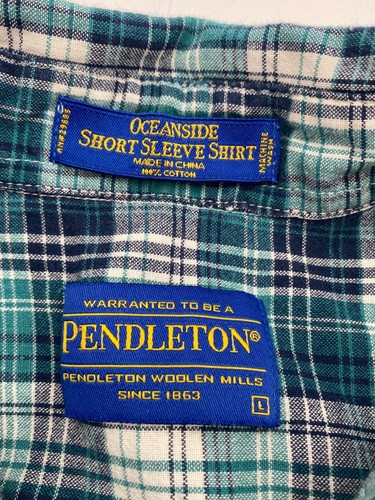 OCEANSIDE
SHORT SLEEVE SHIRT
MADE IN CHINA
100% COTTON
MACHINE
WASH
WARRANTED TO BE A
PENDLETON®
PENDLETON WOOLEN MILLS
SINCE 1863
L